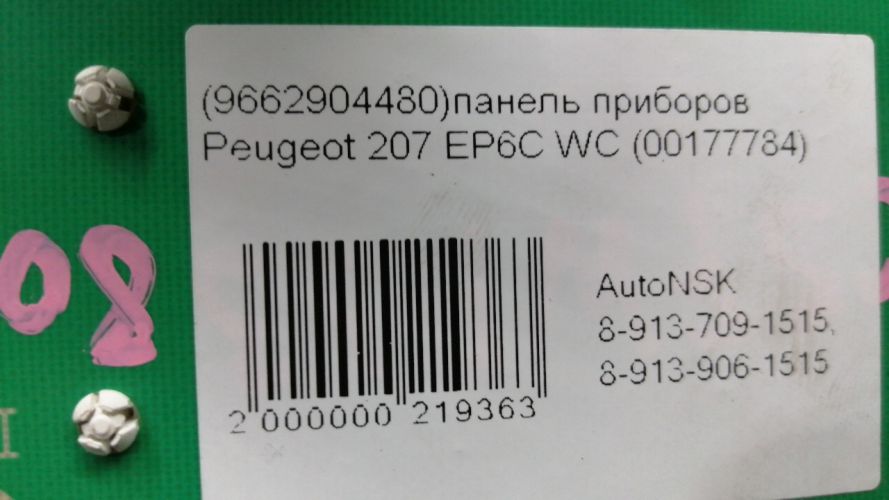 (9662904480)панель приборов
Peugeot 207 EP6C WC (00177784)
08
AutoNSK
8-913-709-1515,
8-913-906-1515
2 000000 219363